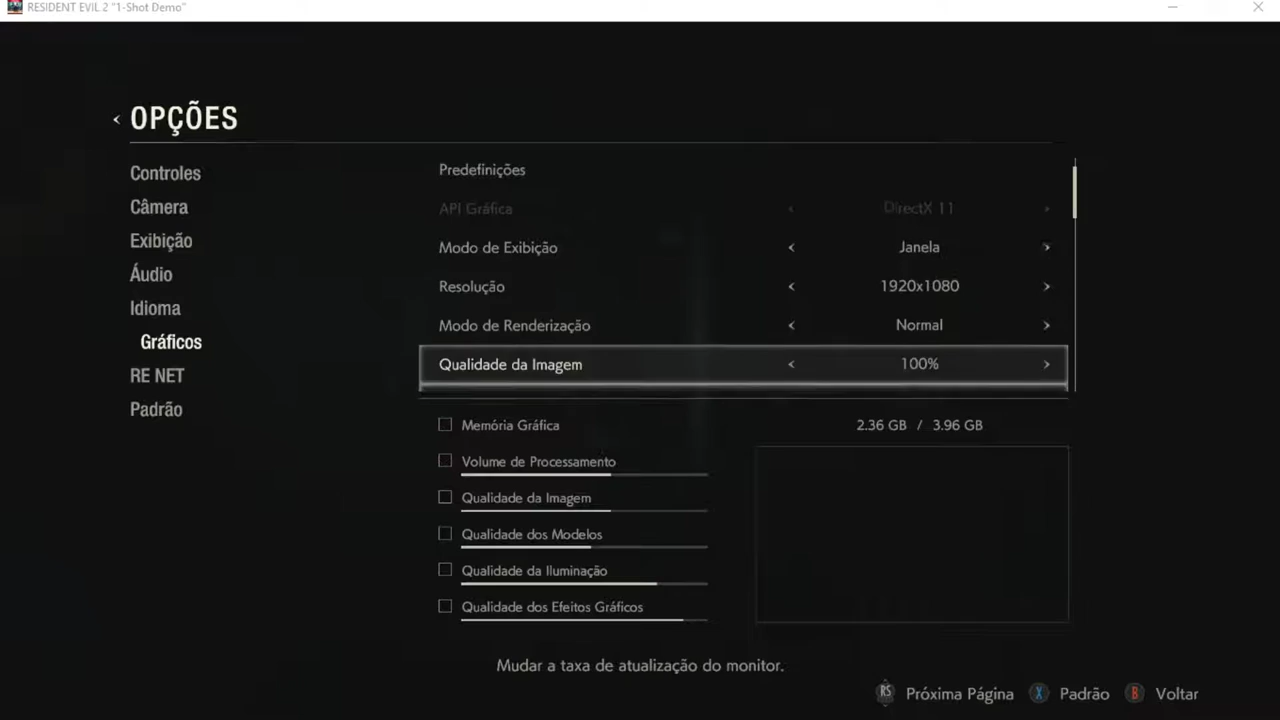 RESIDENT EVIL 2 "1-Shot Demo"
OPÇÕES
Controles
Câmera
Exibição
Áudio
Idioma
Gráficos
RE NET
Padrão
Predefinições
API Gráfica DirectX 11
Modo de Exibição Janela
Resolução 1920x1080
Modo de Renderização Normal
Qualidade da Imagem 100%
Memória Gráfica 2.36 GB / 3.96 GB
Volume de Processamento
Qualidade da Imagem
Qualidade dos Modelos
Qualidade da Iluminação
Qualidade dos Efeitos Gráficos
Mudar a taxa de atualização do monitor.
RS Próxima Página X Padrão B Voltar